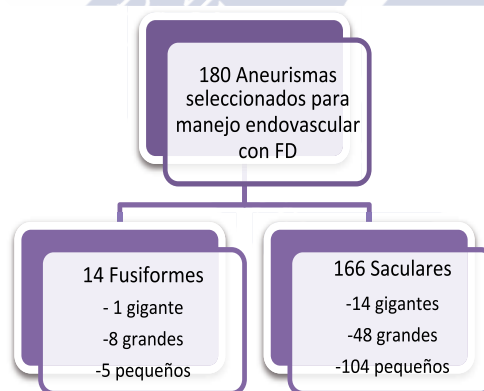 180 Aneurismas
seleccionados para
manejo endovascular
con FD
14 Fusiformes
- 1 gigante
-8 grandes
-5 pequeños
166 Saculares
-14 gigantes
-48 grandes
-104 pequeños